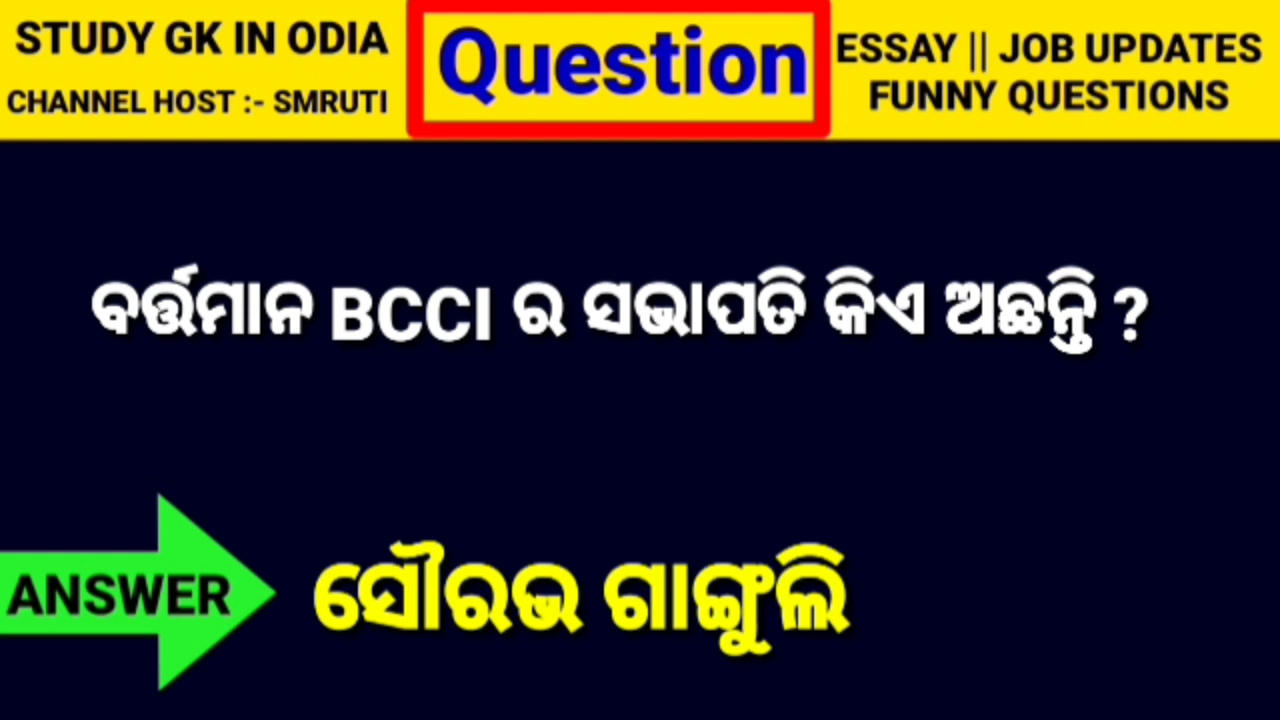 STUDY GK IN ODIA
CHANNEL HOST :- SMRUTI
Question
ESSAY || JOB UPDATES
FUNNY QUESTIONS
ବର୍ତ୍ତମାନ BCCI ର ସଭାପତି କିଏ ଅଛନ୍ତି ?
ANSWER
ସୌରଭ ଗାଙ୍ଗୁଲି